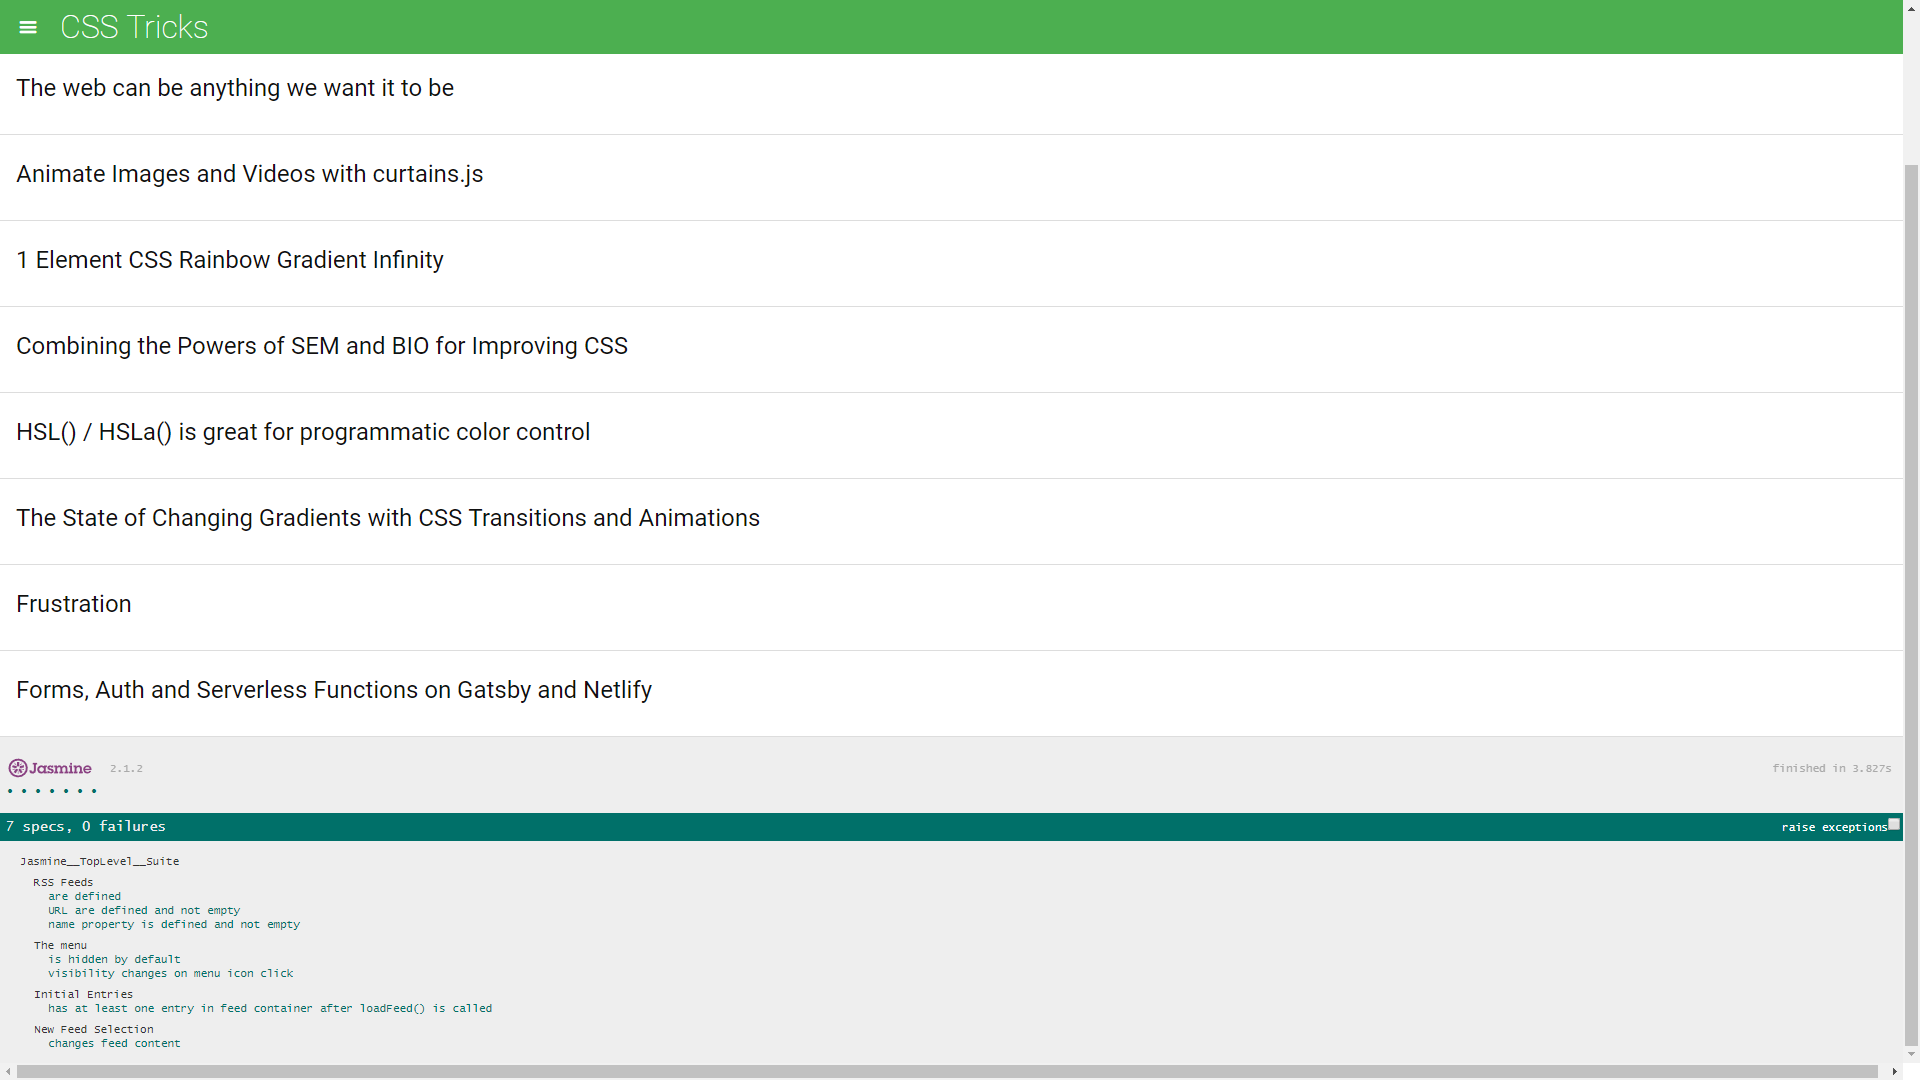 CSS Tricks
The web can be anything we want it to be
Animate Images and Videos with curtains.js
1 Element CSS Rainbow Gradient Infinity
Combining the Powers of SEM and BIO for Improving CSS
HSL() / HSLa() is great for programmatic color control
The State of Changing Gradients with CSS Transitions and Animations
Frustration
Forms, Auth and Serverless Functions on Gatsby and Netlify
Jasmine 2.1.2 finished in 3.827s
7 specs, 0 failures raise exceptions
Jasmine__TopLevel__Suite
RSS Feeds
are defined
URL are defined and not empty
name property is defined and not empty
The menu
is hidden by default
visibility changes on menu icon click
Initial Entries
has at least one entry in feed container after loadFeed() is called
New Feed Selection
changes feed content